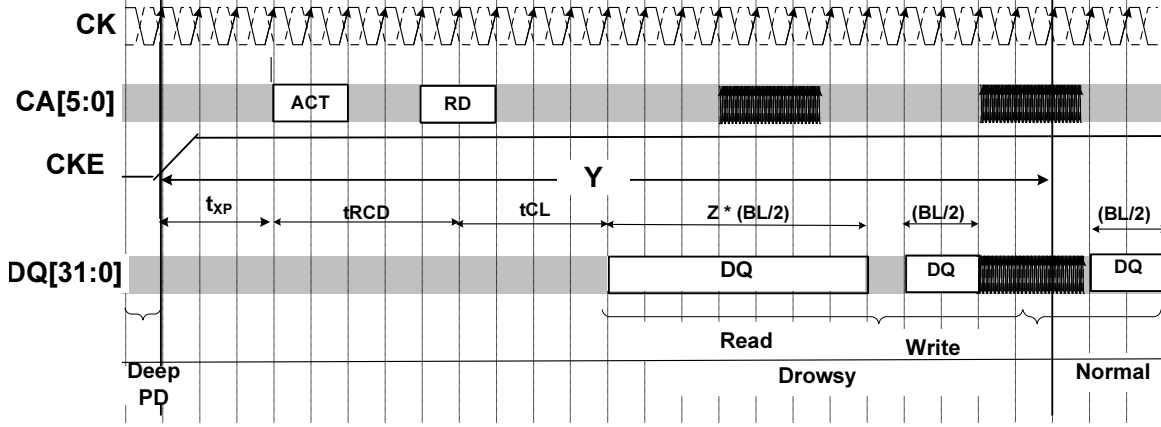 CK
CA[5:0]
ACT
RD
CKE
Y
tXP
tRCD
tCL
Z * (BL/2)
(BL/2)
(BL/2)
DQ[31:0]
DQ
DQ
DQ
Read
Write
Deep
PD
Drowsy
Normal